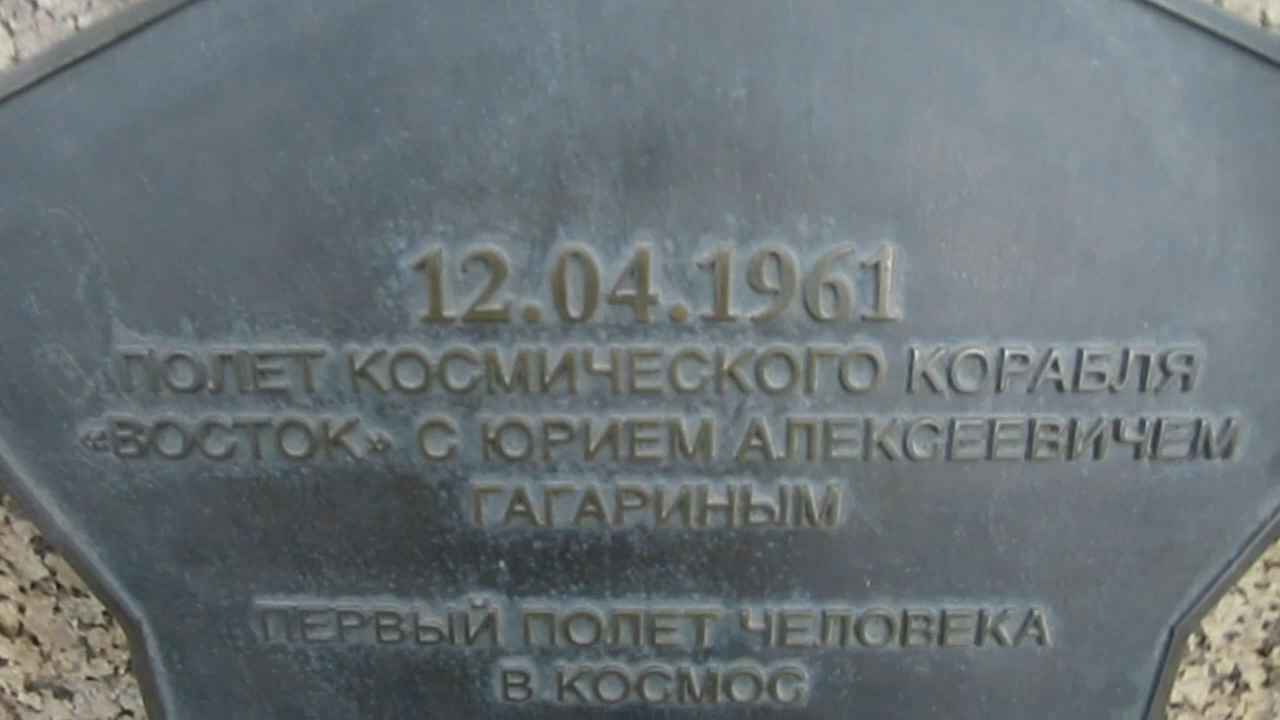 12.04.1961
ПОЛЕТ КОСМИЧЕСКОГО КОРАБЛЯ
«ВОСТОК» С ЮРИЕМ АЛЕКСЕЕВИЧЕМ
ГАГАРИНЫМ
ПЕРВЫЙ ПОЛЕТ ЧЕЛОВЕКА
В КОСМОС